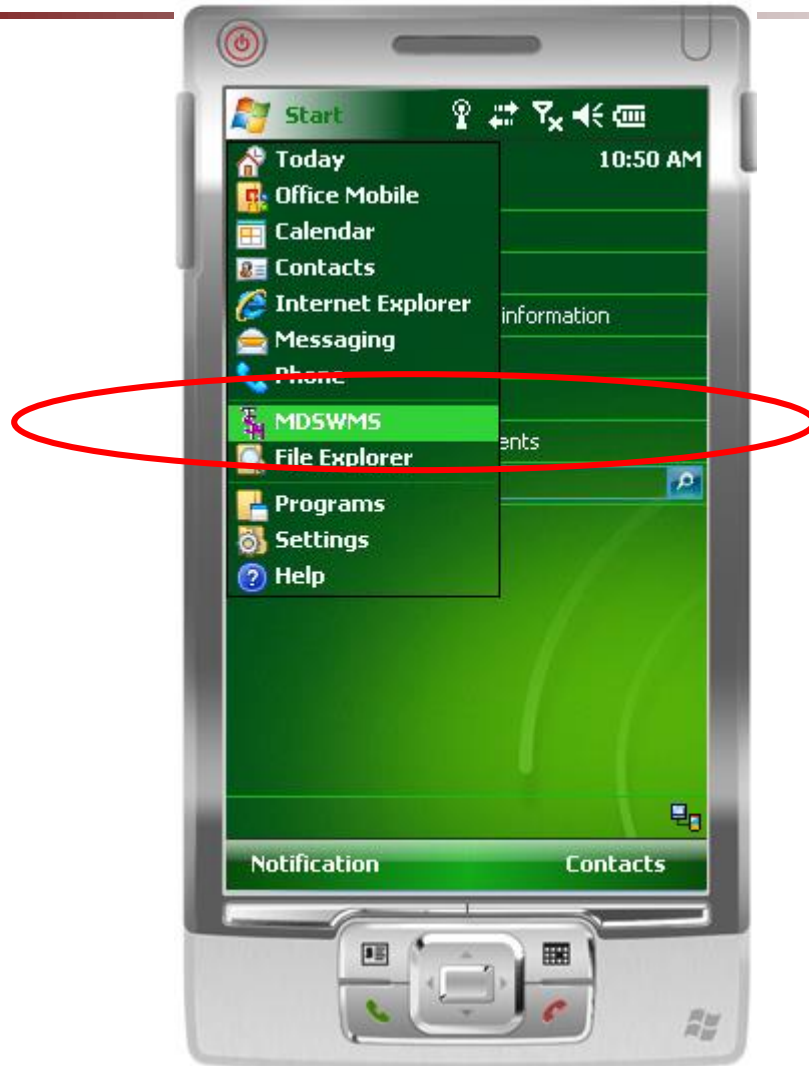 Start
Today
10:50 AM
Office Mobile
Calendar
Contacts
Internet Explorer
information
Messaging
Phone
MDSWMS
ents
File Explorer
Programs
Settings
Help
Notification
Contacts